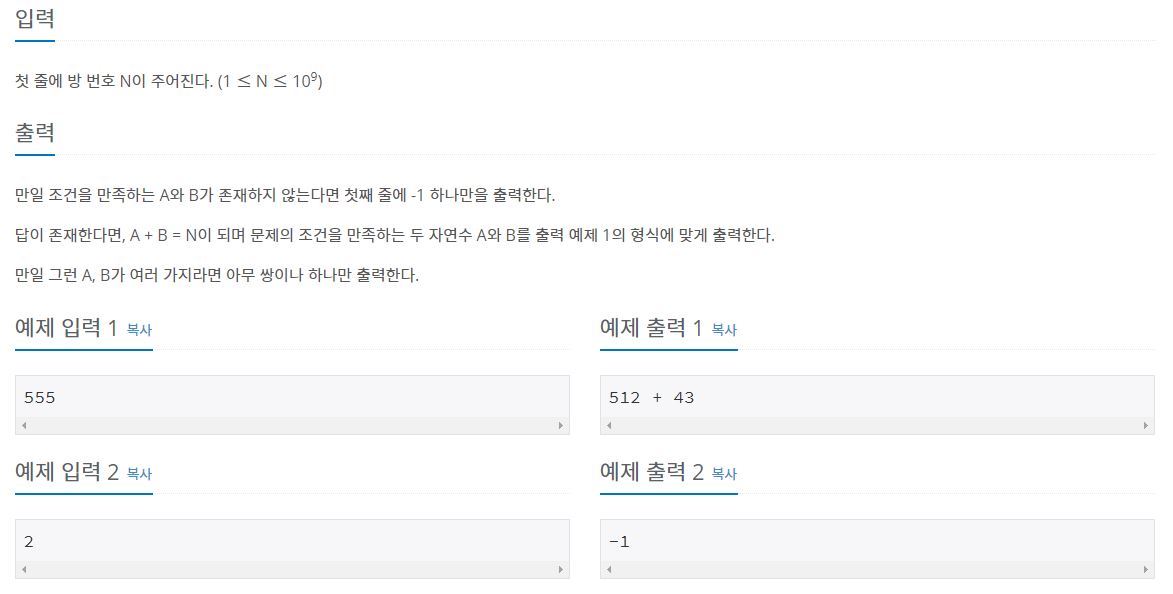 입력
첫 줄에 방 번호 N이 주어진다. (1 ≤ N ≤ 10⁹)
출력
만일 조건을 만족하는 A와 B가 존재하지 않는다면 첫째 줄에 -1 하나만을 출력한다.
답이 존재한다면, A + B = N이 되며 문제의 조건을 만족하는 두 자연수 A와 B를 출력 예제 1의 형식에 맞게 출력한다.
만일 그런 A, B가 여러 가지라면 아무 쌍이나 하나만 출력한다.
예제 입력 1 복사
555
예제 출력 1 복사
512 + 43
예제 입력 2 복사
2
예제 출력 2 복사
-1